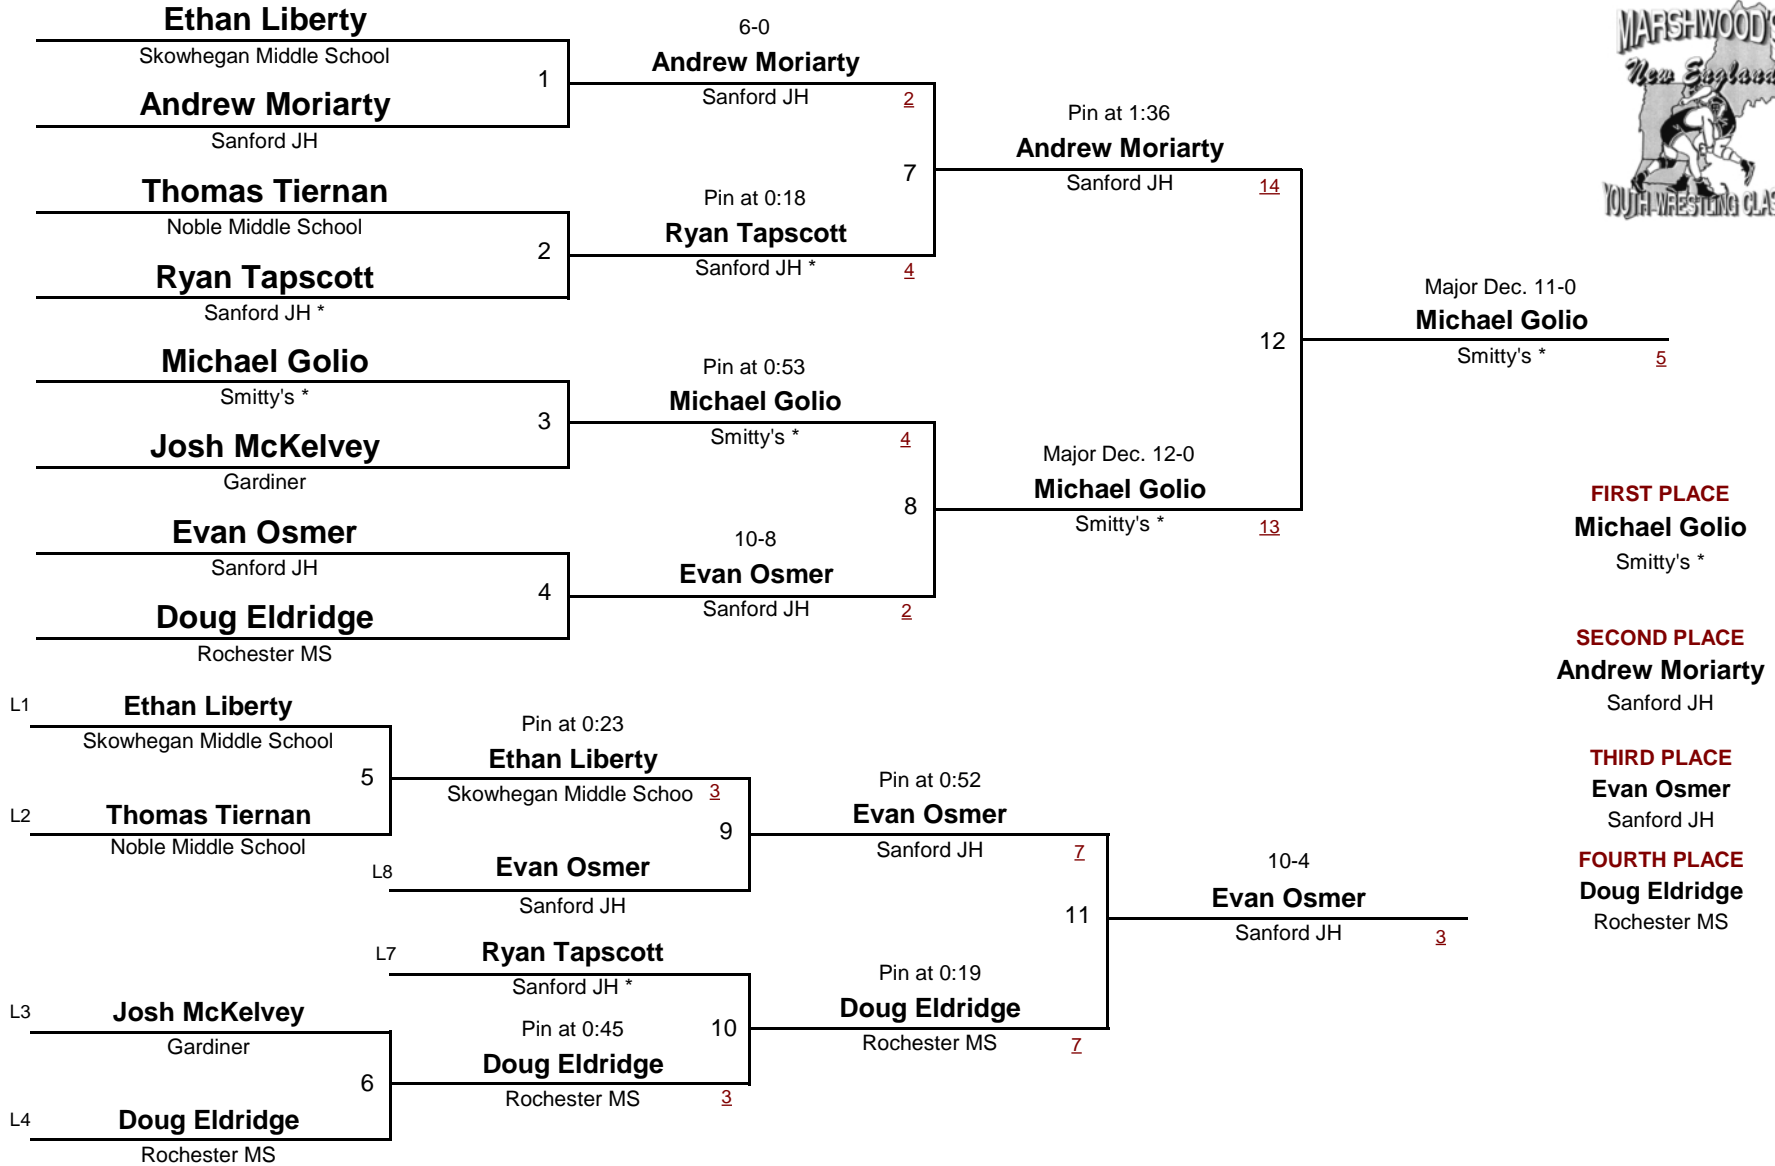 Ethan Liberty
Skowhegan Middle School
1
Andrew Moriarty
Sanford JH
Thomas Tiernan
Noble Middle School
2
Ryan Tapscott
Sanford JH *
Michael Golio
Smitty's *
3
Josh McKelvey
Gardiner
Evan Osmer
Sanford JH
4
Doug Eldridge
Rochester MS
6-0
Andrew Moriarty
Sanford JH 2
7
Pin at 0:18
Ryan Tapscott
Sanford JH * 4
Pin at 0:53
Michael Golio
Smitty's * 4
8
10-8
Evan Osmer
Sanford JH 2
Pin at 1:36
Andrew Moriarty
Sanford JH 14
12
Major Dec. 12-0
Michael Golio
Smitty's * 13
Major Dec. 11-0
Michael Golio
Smitty's * 5
MARSHWOOD'S
New England
YOUTH WRESTLING CLAS
FIRST PLACE
Michael Golio
Smitty's *
SECOND PLACE
Andrew Moriarty
Sanford JH
THIRD PLACE
Evan Osmer
Sanford JH
FOURTH PLACE
Doug Eldridge
Rochester MS
L1 Ethan Liberty
Skowhegan Middle School
5
L2 Thomas Tiernan
Noble Middle School
Pin at 0:23
Ethan Liberty
Skowhegan Middle Schoo 3
9
L8 Evan Osmer
Sanford JH
L7 Ryan Tapscott
Sanford JH *
L3 Josh McKelvey
Gardiner
6
L4 Doug Eldridge
Rochester MS
Pin at 0:45
10
Doug Eldridge
Rochester MS 3
Pin at 0:52
Evan Osmer
Sanford JH 7
11
Pin at 0:19
Doug Eldridge
Rochester MS 7
10-4
Evan Osmer
Sanford JH 3